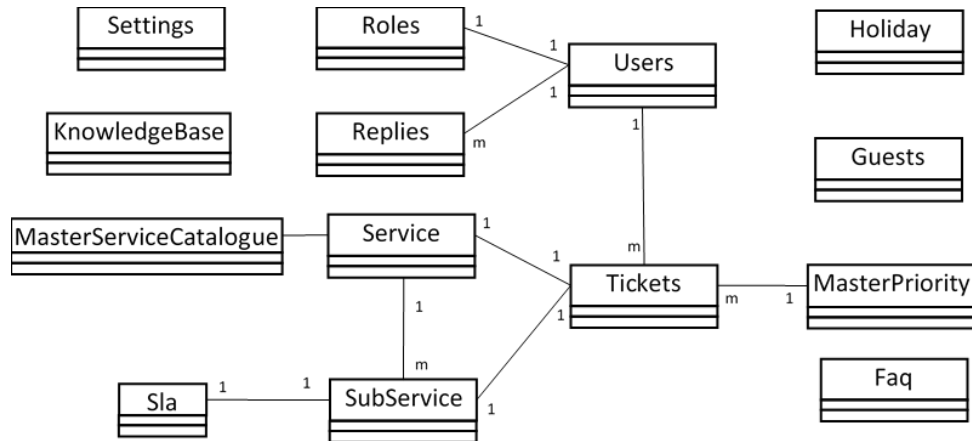 Settings
Roles
1
1
Users
Holiday
KnowledgeBase
Replies
1
m
1
Guests
MasterServiceCatalogue
Service
1
1
m
Tickets
m
1
MasterPriority
1
1
m
Sla
1
1
SubService
1
Faq